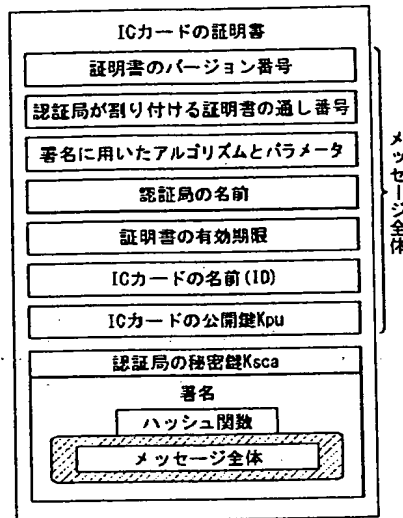 ICカードの証明書
証明書のバージョン番号
認証局が割り付ける証明書の通し番号
署名に用いたアルゴリズムとパラメータ
認証局の名前
証明書の有効期限
ICカードの名前(ID)
ICカードの公開鍵Kpu
メッセージ全体
認証局の秘密鍵Ksca
署名
ハッシュ関数
メッセージ全体